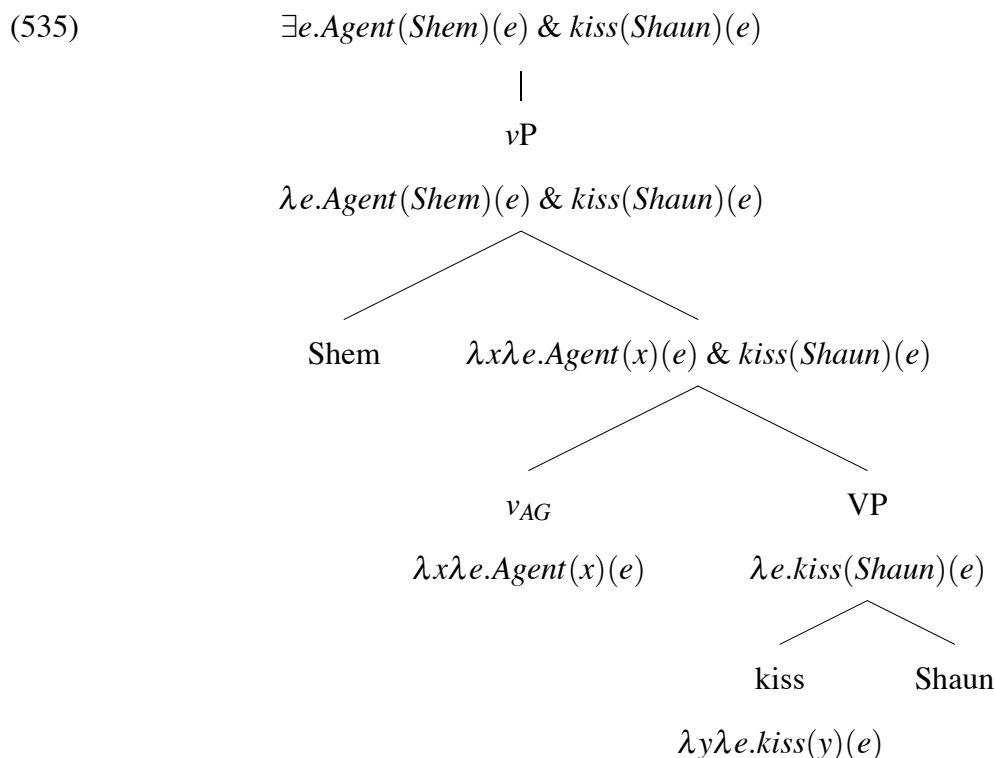 (535) ∃e.Agent(Shem)(e) & kiss(Shaun)(e)
vP
λe.Agent(Shem)(e) & kiss(Shaun)(e)
Shem λxλe.Agent(x)(e) & kiss(Shaun)(e)
vAG VP
λxλe.Agent(x)(e) λe.kiss(Shaun)(e)
kiss Shaun
λyλe.kiss(y)(e)